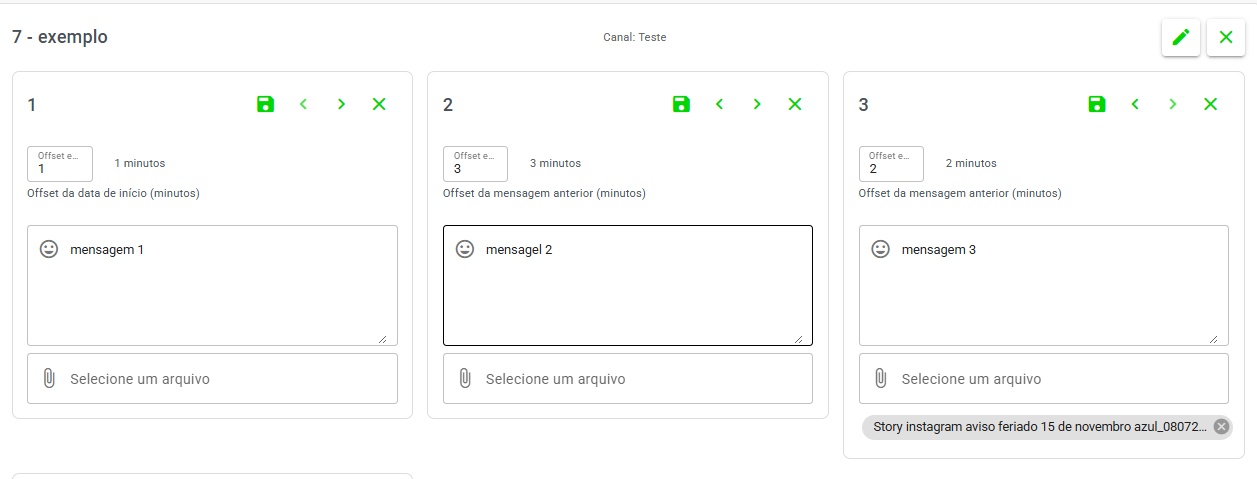 7 - exemplo
Canal: Teste
1
Offset e...
1
1 minutos
Offset da data de início (minutos)
mensagem 1
Selecione um arquivo
2
Offset e...
3
3 minutos
Offset da mensagem anterior (minutos)
mensagel 2
Selecione um arquivo
3
Offset e...
2
2 minutos
Offset da mensagem anterior (minutos)
mensagem 3
Selecione um arquivo
Story instagram aviso feriado 15 de novembro azul_08072...